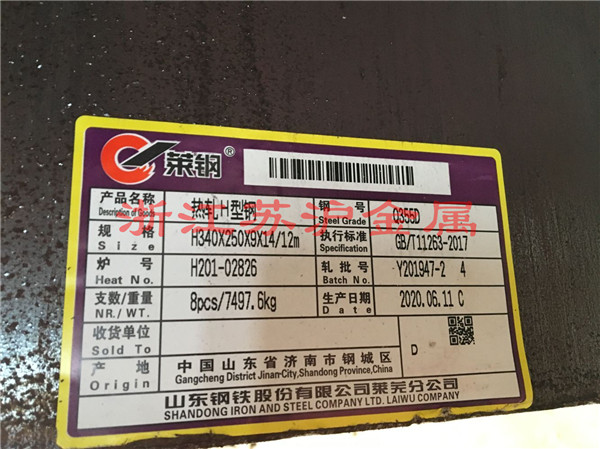 莱钢®
产品名称 热轧H型钢 钢号 Q355D
Description of Goods Steel Grade
规格 H340X250X9X14/12m 执行标准 GB/T11263-2017
Size Specification
炉号 H201-02826 轧批号 Y201947-2 4
Heat No. Batch No.
支数/重量 8pcs/7497.6kg 生产日期 2020.06.11 C
NR./WT. Date
收货单位
Sold To D
产地 中国山东省济南市钢城区
Origin Gangcheng District Jinan City,Shandong Province,China
山东钢铁股份有限公司莱芜分公司
SHANDONG IRON AND STEEL COMPANY LTD. LAIWU COMPANY
浙江苏沪金属